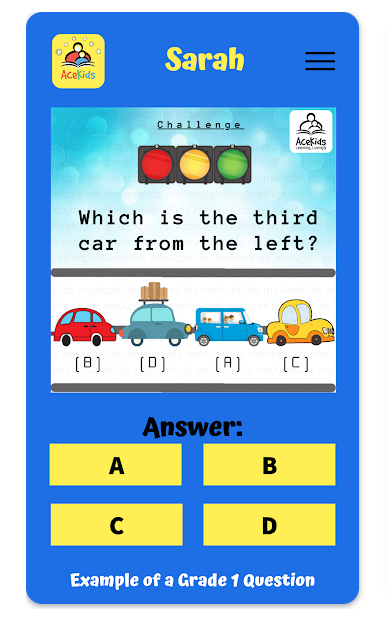 AceKids
Sarah
Challenge
AceKids
Learning, Lovingly
Which is the third
car from the left?
(B) (D) (A) (C)
Answer:
A B
C D
Example of a Grade 1 Question